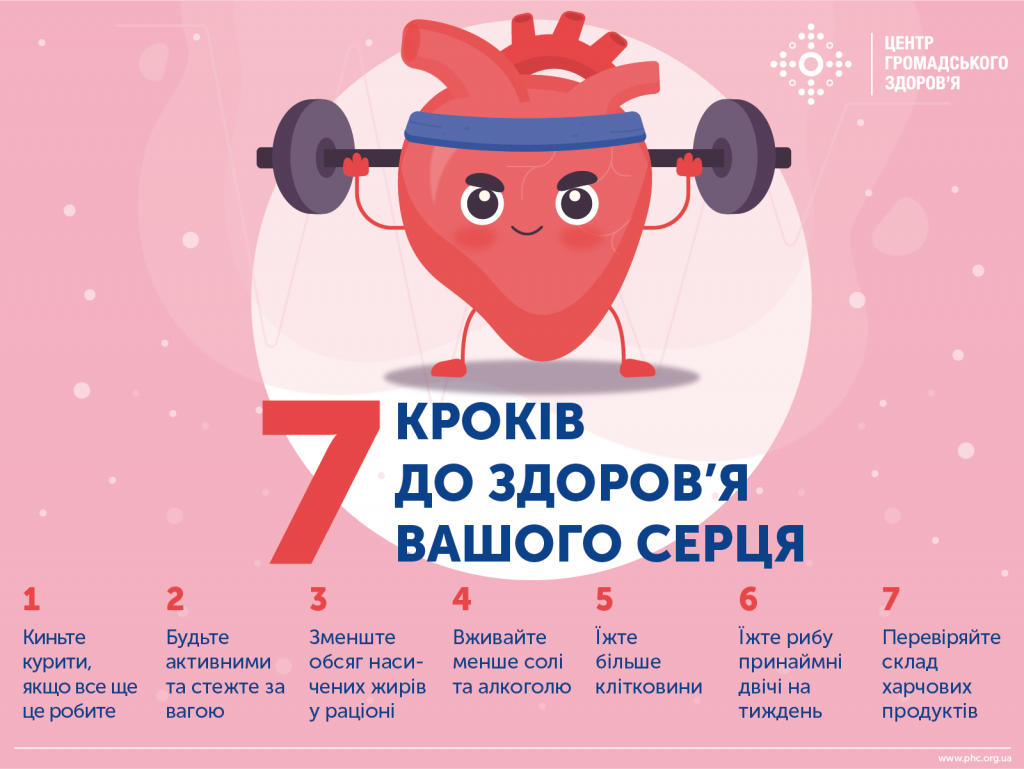 ЦЕНТР
ГРОМАДСЬКОГО
ЗДОРОВ'Я
7 КРОКІВ
ДО ЗДОРОВ'Я
ВАШОГО СЕРЦЯ
1
Киньте
курити,
якщо все ще
це робите
2
Будьте
активними
та стежте за
вагою
3
Зменште
обсяг наси-
чених жирів
у раціоні
4
Вживайте
менше солі
та алкоголю
5
Їжте
більше
клітковини
6
Їжте рибу
принаймні
двічі на
тиждень
7
Перевіряйте
склад
харчових
продуктів
www.phc.org.ua